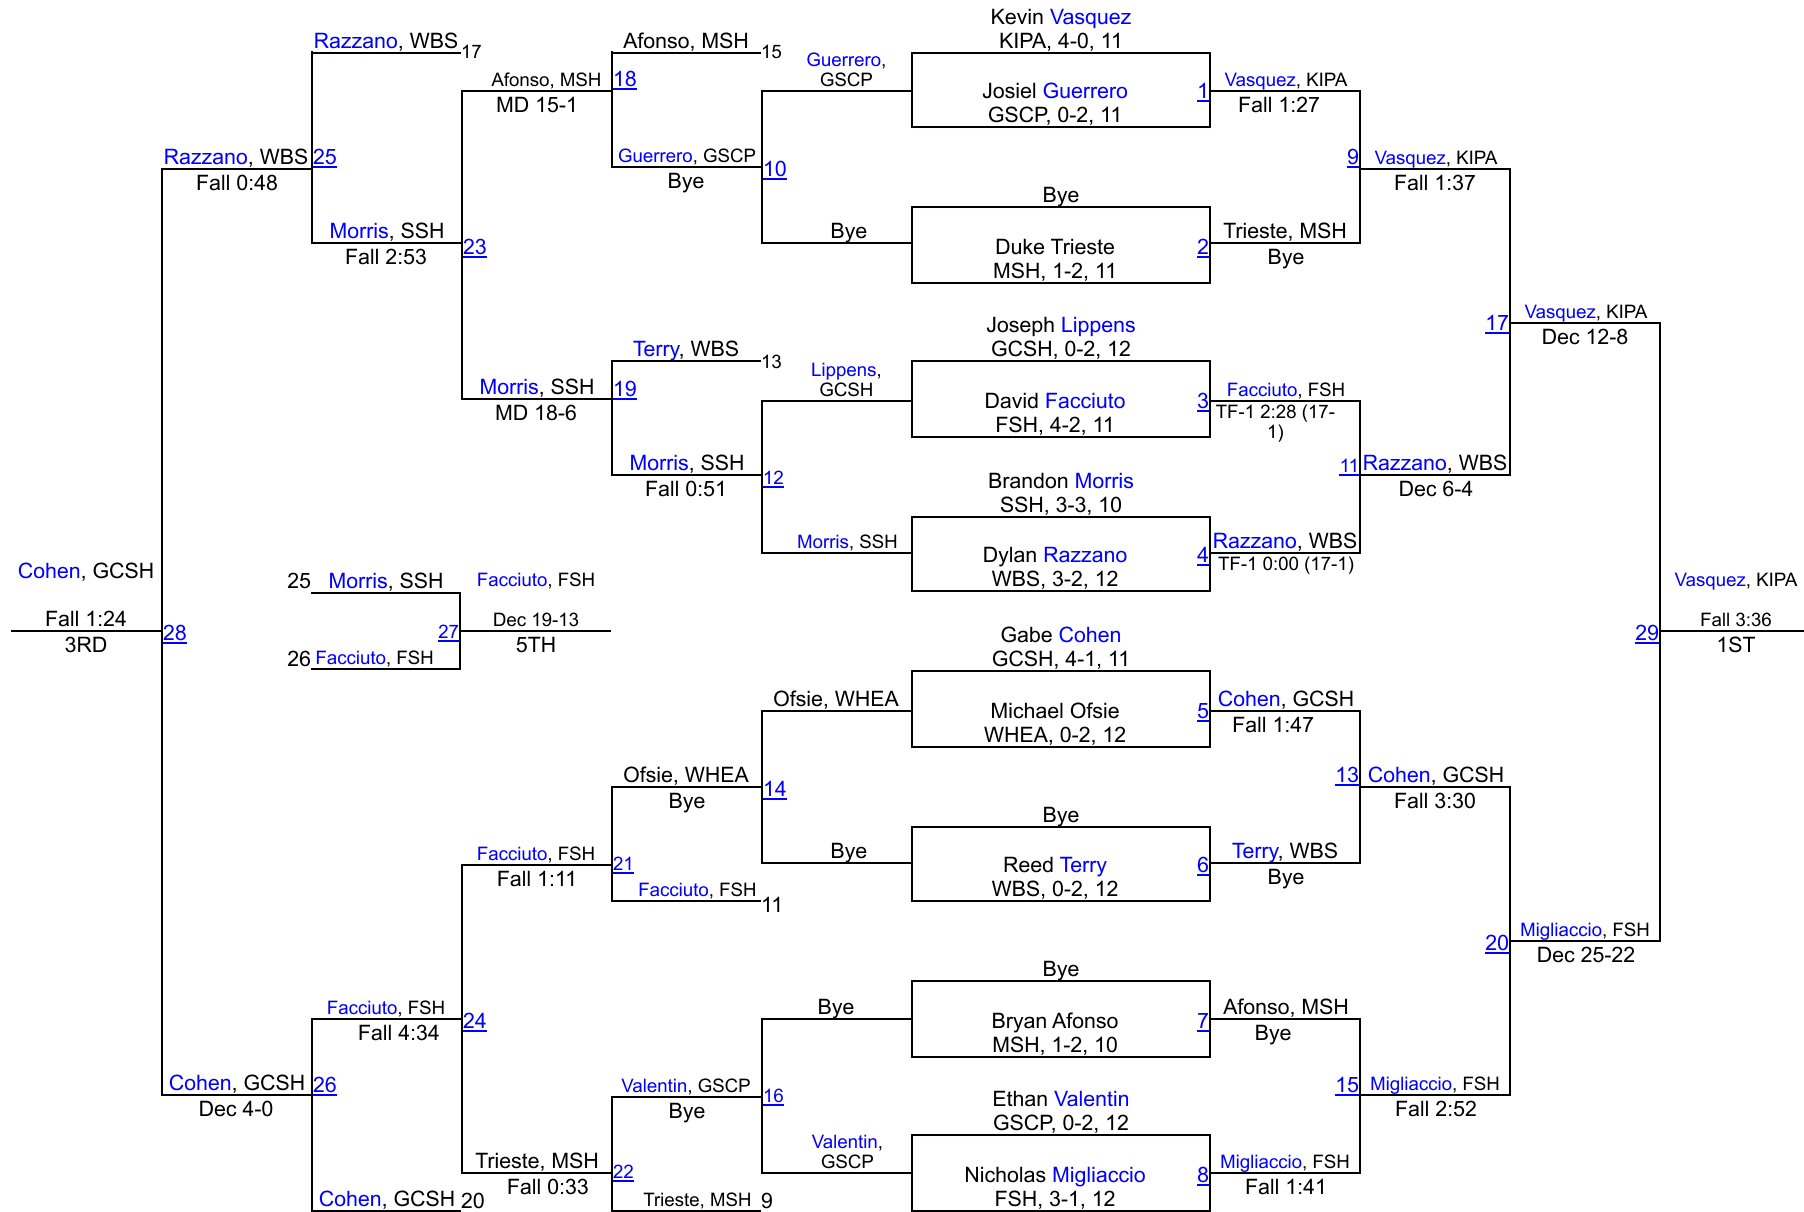 Kevin Vasquez
KIPA, 4-0, 11
Razzano, WBS
17
Afonso, MSH
15
Guerrero,
GSCP
Afonso, MSH
18
MD 15-1
Josiel Guerrero
GSCP, 0-2, 11
1
Vasquez, KIPA
Fall 1:27
Razzano, WBS
25
Fall 0:48
Guerrero, GSCP
Bye
10
9
Vasquez, KIPA
Fall 1:37
Bye
Morris, SSH
Fall 2:53
23
Bye
Duke Trieste
MSH, 1-2, 11
2
Trieste, MSH
Bye
Joseph Lippens
GCSH, 0-2, 12
17
Vasquez, KIPA
Dec 12-8
Terry, WBS
13
Lippens,
GCSH
Morris, SSH
19
MD 18-6
David Facciuto
FSH, 4-2, 11
3
Facciuto, FSH
TF-1 2:28 (17-
1)
Morris, SSH
Fall 0:51
12
Brandon Morris
SSH, 3-3, 10
11
Razzano, WBS
Dec 6-4
Morris, SSH
Dylan Razzano
WBS, 3-2, 12
4
Razzano, WBS
TF-1 0:00 (17-1)
Cohen, GCSH
Fall 1:24
3RD
28
25
Morris, SSH
26
Facciuto, FSH
27
Facciuto, FSH
Dec 19-13
5TH
29
Vasquez, KIPA
Fall 3:36
1ST
Gabe Cohen
GCSH, 4-1, 11
Ofsie, WHEA
Michael Ofsie
WHEA, 0-2, 12
5
Cohen, GCSH
Fall 1:47
Ofsie, WHEA
Bye
14
13
Cohen, GCSH
Fall 3:30
Bye
Facciuto, FSH
Fall 1:11
21
Bye
Reed Terry
WBS, 0-2, 12
6
Terry, WBS
Bye
Facciuto, FSH
11
20
Migliaccio, FSH
Dec 25-22
Bye
Facciuto, FSH
Fall 4:34
24
Bye
Bryan Afonso
MSH, 1-2, 10
7
Afonso, MSH
Bye
Cohen, GCSH
Dec 4-0
26
Valentin, GSCP
Bye
16
Ethan Valentin
GSCP, 0-2, 12
15
Migliaccio, FSH
Fall 2:52
Valentin,
GSCP
Trieste, MSH
Fall 0:33
22
Nicholas Migliaccio
FSH, 3-1, 12
8
Migliaccio, FSH
Fall 1:41
Cohen, GCSH
20
Trieste, MSH
9